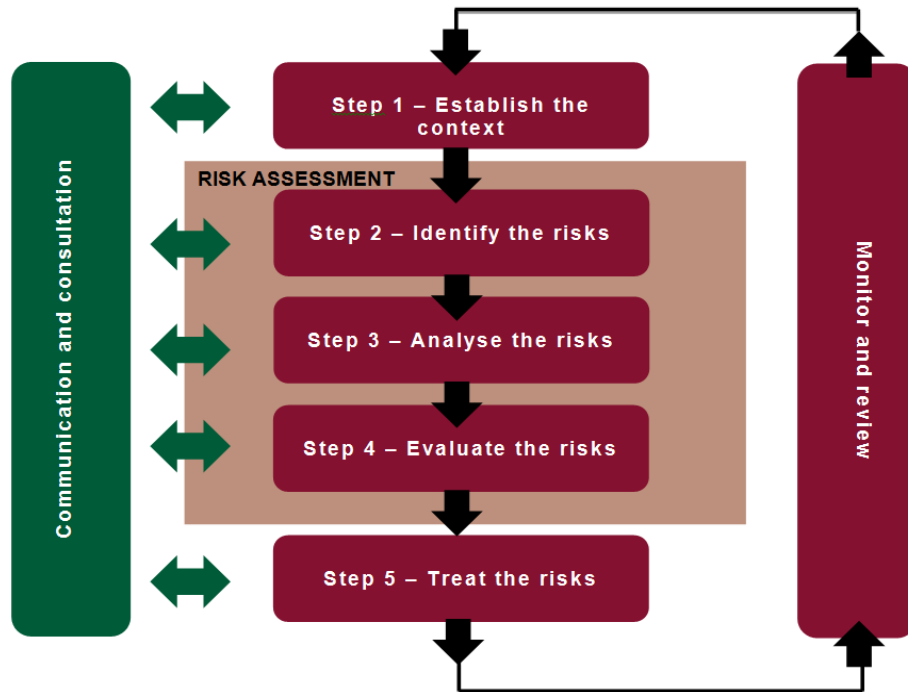 Step 1 – Establish the
context
RISK ASSESSMENT
Step 2 – Identify the risks
Step 3 – Analyse the risks
Step 4 – Evaluate the risks
Step 5 – Treat the risks
Communication and consultation
Monitor and review